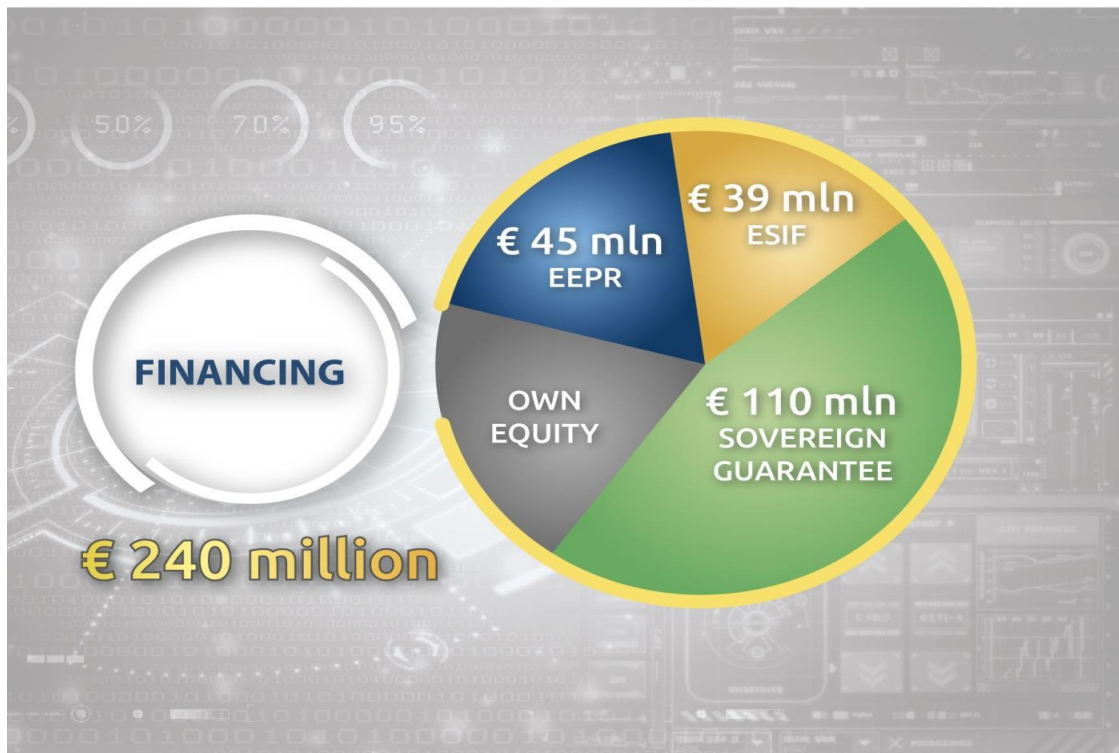 50%
70%
95%
FINANCING
€ 240 million
€ 45 mln
EEPR
€ 39 mln
ESIF
OWN
EQUITY
€ 110 mln
SOVEREIGN
GUARANTEE